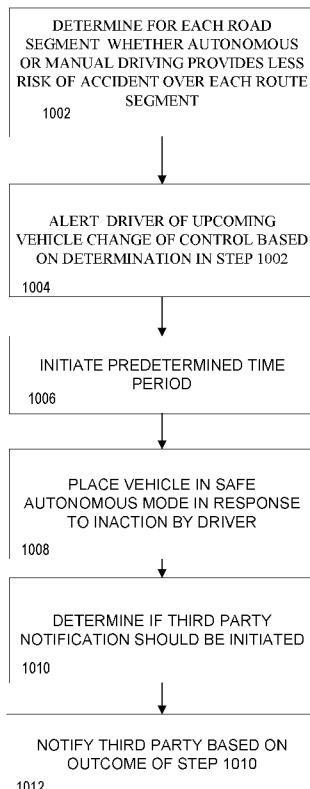 DETERMINE FOR EACH ROAD
SEGMENT WHETHER AUTONOMOUS
OR MANUAL DRIVING PROVIDES LESS
RISK OF ACCIDENT OVER EACH ROUTE
SEGMENT
1002
ALERT DRIVER OF UPCOMING
VEHICLE CHANGE OF CONTROL BASED
ON DETERMINATION IN STEP 1002
1004
INITIATE PREDETERMINED TIME
PERIOD
1006
PLACE VEHICLE IN SAFE
AUTONOMOUS MODE IN RESPONSE
TO INACTION BY DRIVER
1008
DETERMINE IF THIRD PARTY
NOTIFICATION SHOULD BE INITIATED
1010
NOTIFY THIRD PARTY BASED ON
OUTCOME OF STEP 1010
1012